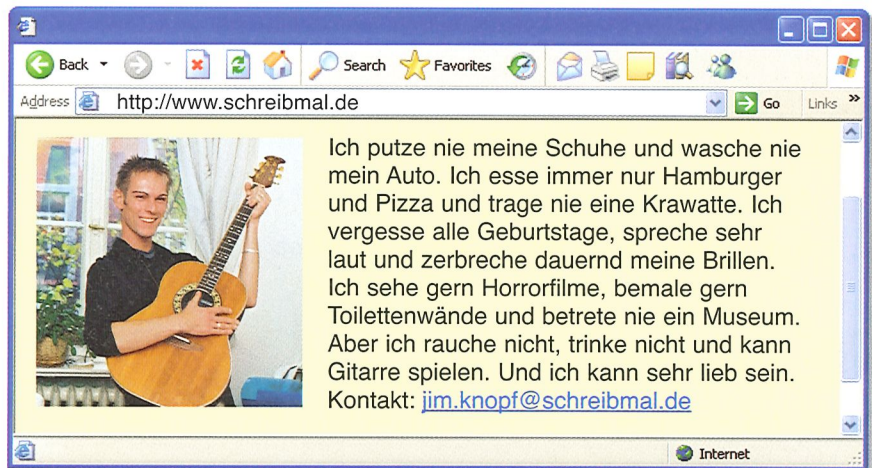 Back
Search
Favorites
Address
http://www.schreibmal.de
Go
Links
Ich putze nie meine Schuhe und wasche nie
mein Auto. Ich esse immer nur Hamburger
und Pizza und trage nie eine Krawatte. Ich
vergesse alle Geburtstage, spreche sehr
laut und zerbreche dauernd meine Brillen.
Ich sehe gern Horrorfilme, bemale gern
Toilettenwände und betrete nie ein Museum.
Aber ich rauche nicht, trinke nicht und kann
Gitarre spielen. Und ich kann sehr lieb sein.
Kontakt: jim.knopf@schreibmal.de
Internet